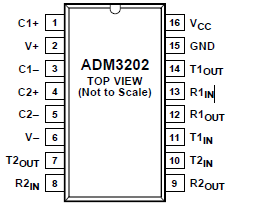 C1+ 1 16 VCC
V+ 2 15 GND
C1– 3 ADM3202 14 T1OUT
C2+ 4 TOP VIEW (Not to Scale) 13 R1IN
C2– 5 12 R1OUT
V– 6 11 T1IN
T2OUT 7 10 T2IN
R2IN 8 9 R2OUT